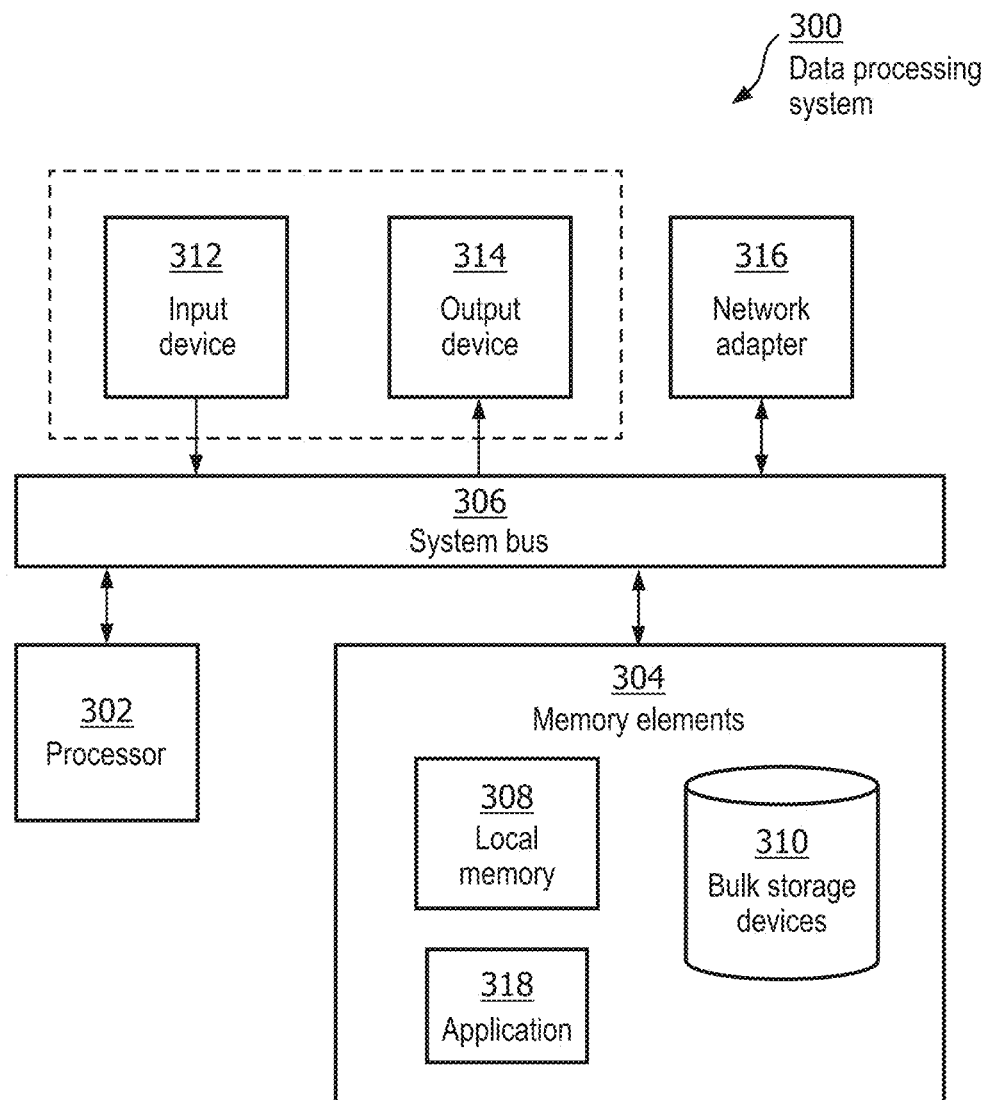 300
Data processing
system
312
Input
device
314
Output
device
316
Network
adapter
306
System bus
302
Processor
304
Memory elements
308
Local
memory
310
Bulk storage
devices
318
Application